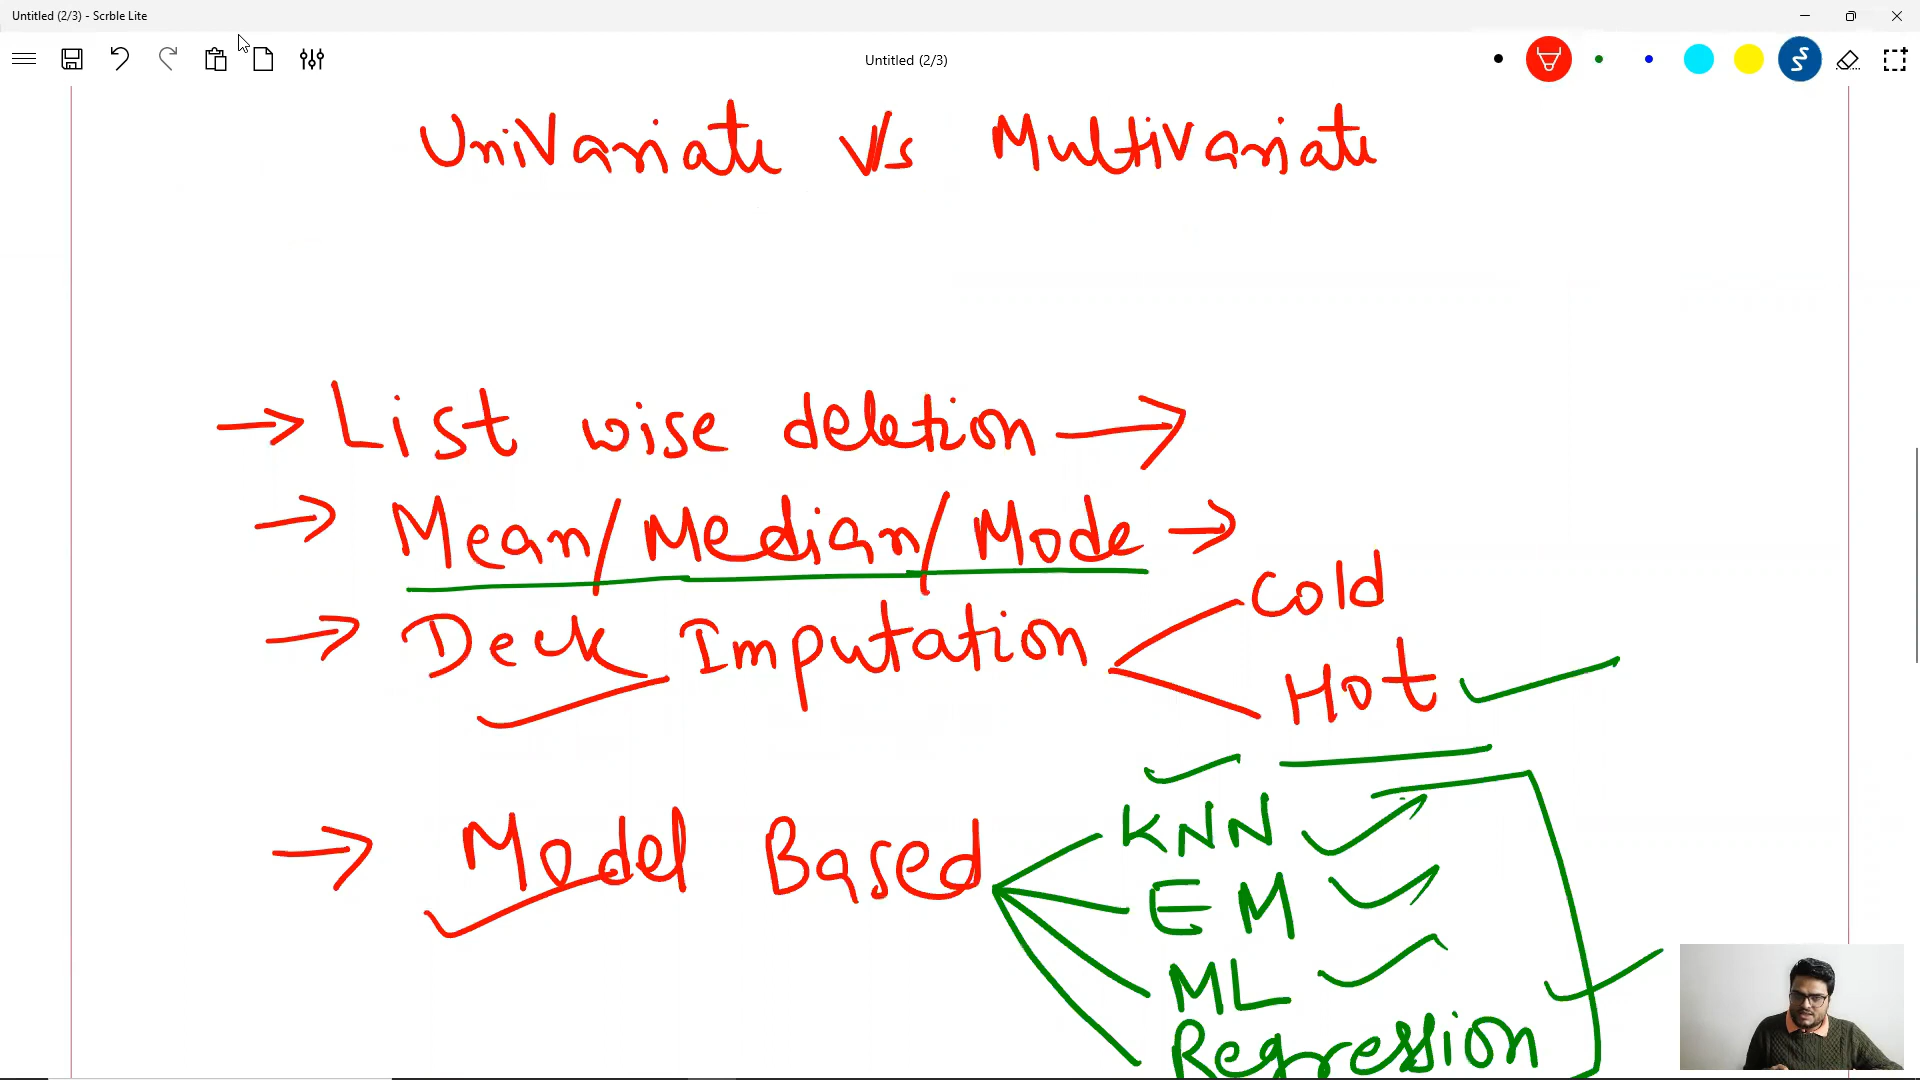 Untitled (2/3) - Scrble Lite
Untitled (2/3)
UniVariate V/s MultiVariate
→ List wise deletion →
→ Mean/Median/Mode →
Cold
→ Deck Imputation
Hot ✓
→ Model Based
KNN ✓
EM ✓
ML ✓
Regression ✓